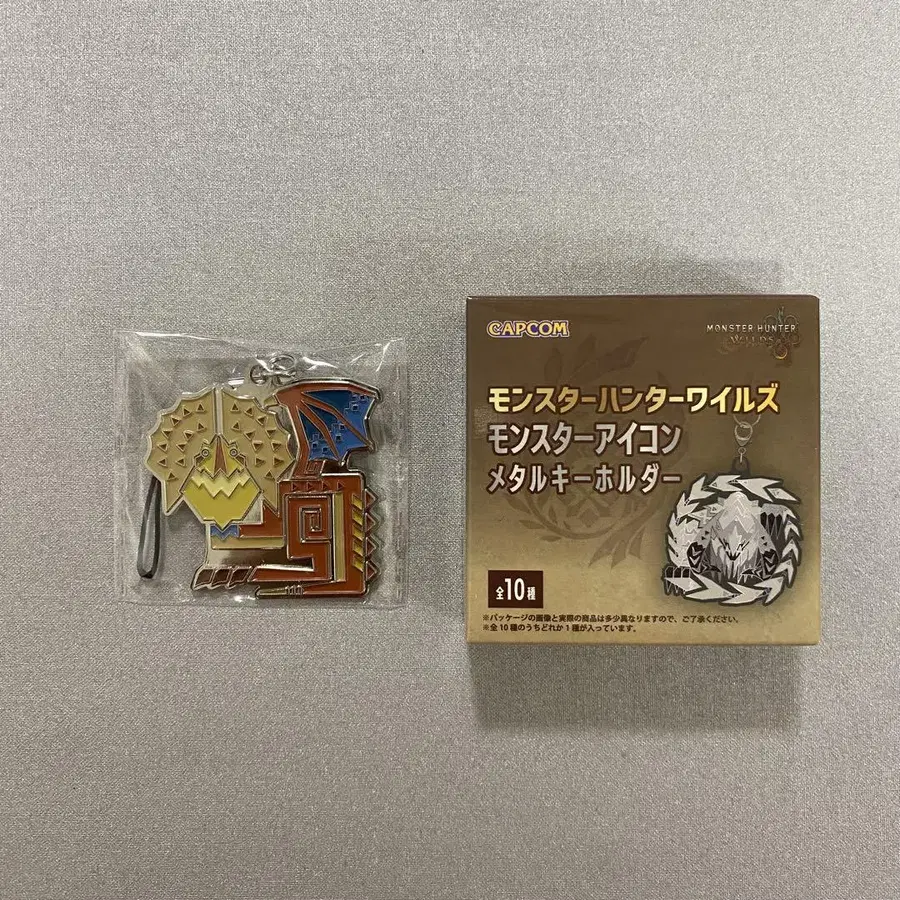 CAPCOM
MONSTER HUNTER
WILDS
モンスターハンターワイルズ
モンスターアイコン
メタルキーホルダー
全10種
※パッケージの画像と実際の商品は多少異なりますので、ご了承ください。
※全10種のうちどれか1種が入っています。